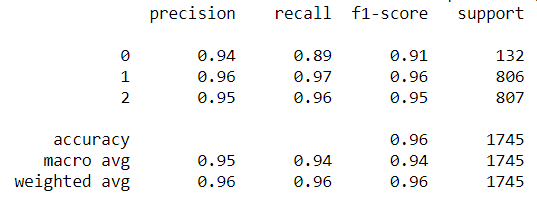 precision recall f1-score support
0 0.94 0.89 0.91 132
1 0.96 0.97 0.96 806
2 0.95 0.96 0.95 807
accuracy 0.96 1745
macro avg 0.95 0.94 0.94 1745
weighted avg 0.96 0.96 0.96 1745